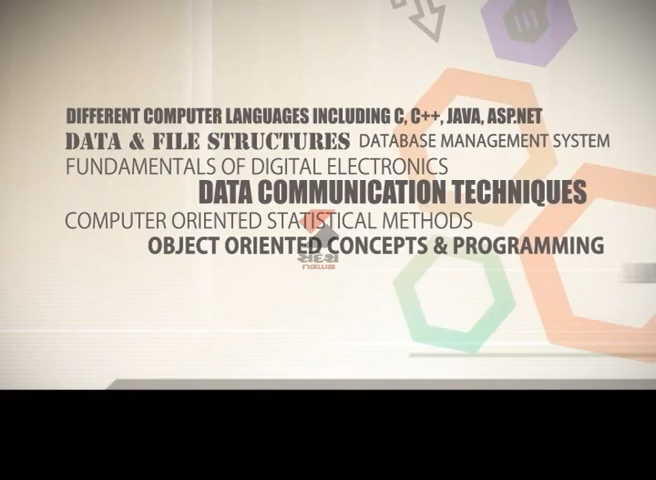 DIFFERENT COMPUTER LANGUAGES INCLUDING C, C++, JAVA, ASP.NET
DATA & FILE STRUCTURES DATABASE MANAGEMENT SYSTEM
FUNDAMENTALS OF DIGITAL ELECTRONICS
DATA COMMUNICATION TECHNIQUES
COMPUTER ORIENTED STATISTICAL METHODS
OBJECT ORIENTED CONCEPTS & PROGRAMMING
સંદેશ